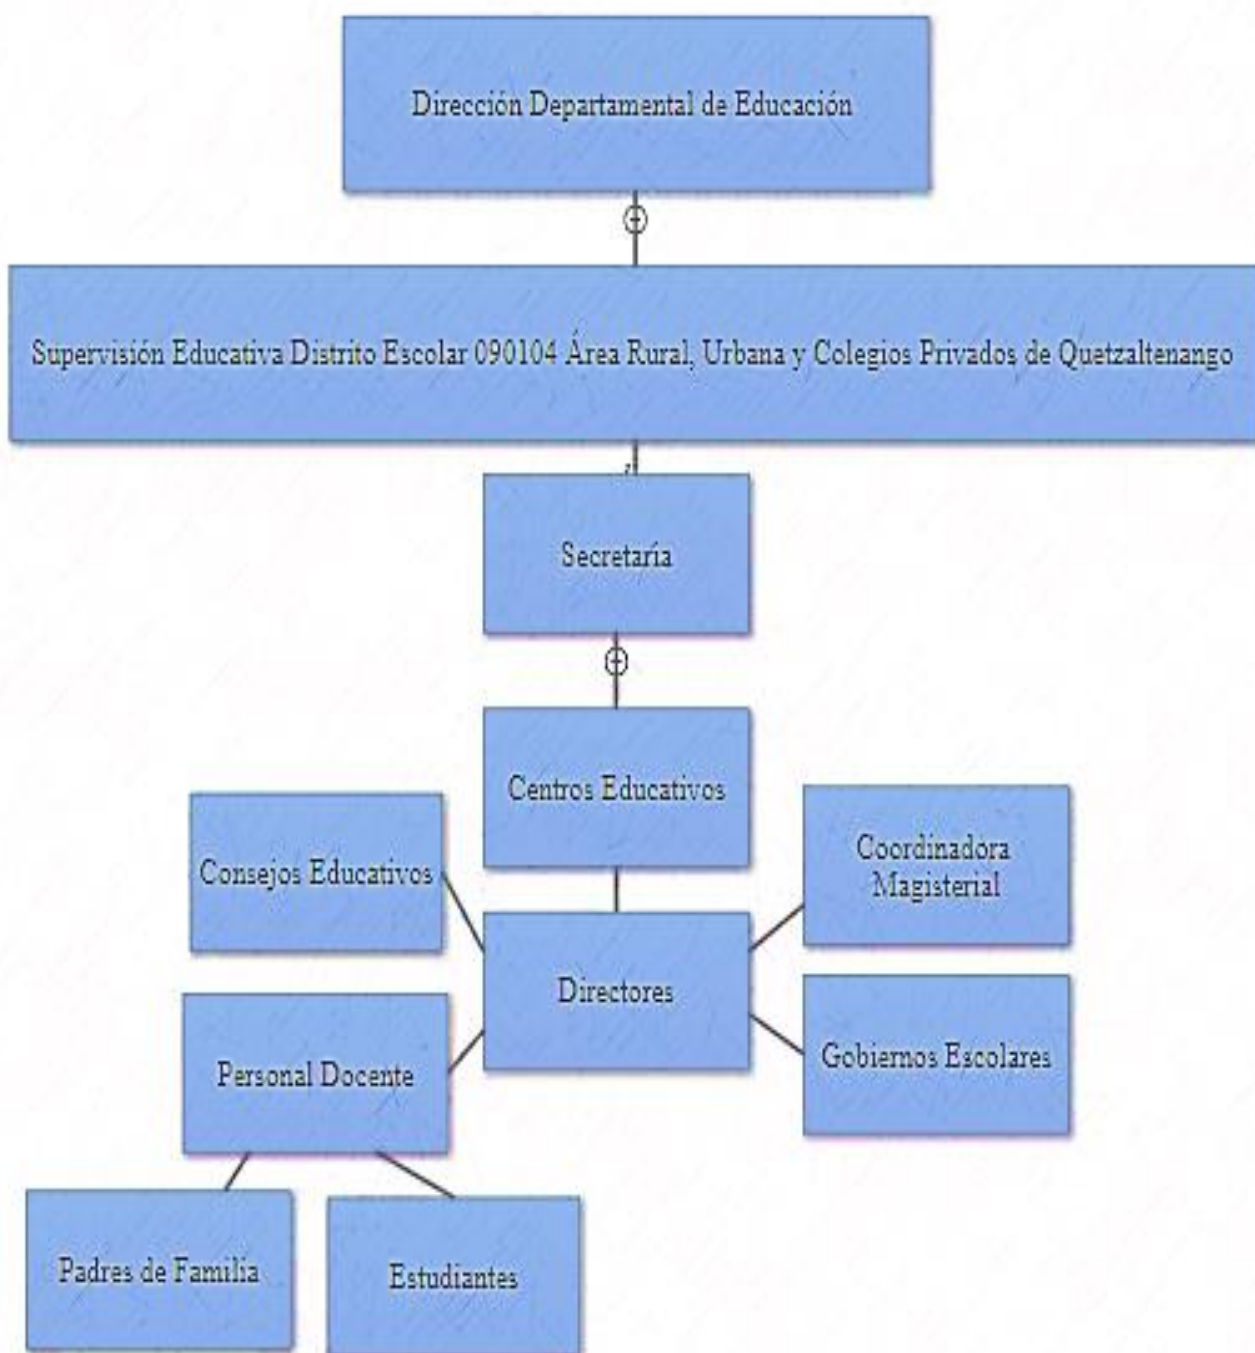 Dirección Departamental de Educación
Supervisión Educativa Distrito Escolar 090104 Área Rural, Urbana y Colegios Privados de Quetzaltenango
Secretaría
Centros Educativos
Consejos Educativos
Coordinadora
Magisterial
Directores
Personal Docente
Gobiernos Escolares
Padres de Familia
Estudiantes